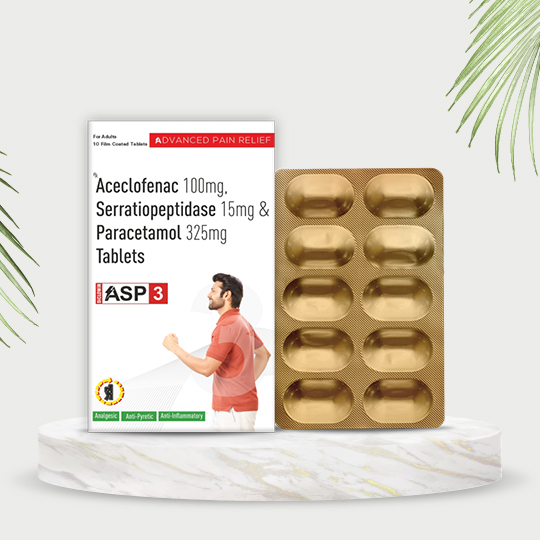 For Adults
10 Film Coated Tablets
ADVANCED PAIN RELIEF
Aceclofenac 100mg,
Serratiopeptidase 15mg &
Paracetamol 325mg
Tablets
ASP 3
Analgesic Anti-Pyretic Anti-Inflammatory